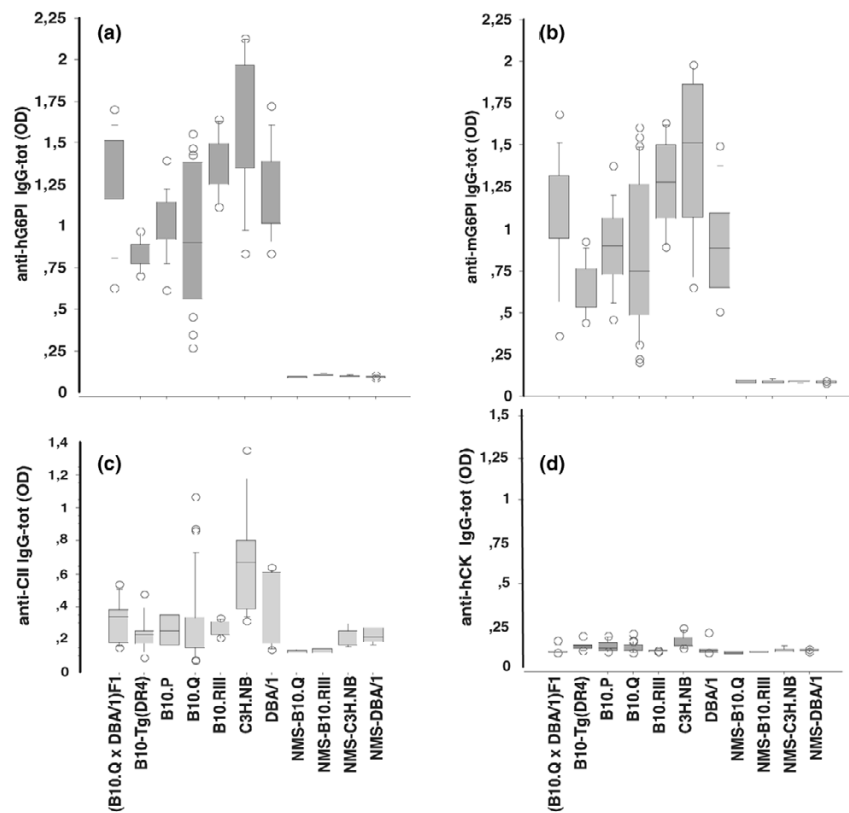 (a)
anti-hG6PI IgG-tot (OD)
2,25
2
1,75
1,5
1,25
1
,75
,5
,25
0
(b)
anti-mG6PI IgG-tot (OD)
2,25
2
1,75
1,5
1,25
1
,75
,5
,25
0
(c)
anti-CII IgG-tot (OD)
1,4
1,2
1
,8
,6
,4
,2
0
(B10.Q x DBA/1)F1
B10-Tg(DR4)
B10.P
B10.Q
B10.RIII
C3H.NB
DBA/1
NMS-B10.Q
NMS-B10.RIII
NMS-C3H.NB
NMS-DBA/1
(d)
anti-hCK IgG-tot (OD)
1,5
1,25
1
,75
,5
,25
0
(B10.Q x DBA/1)F1
B10-Tg(DR4)
B10.P
B10.Q
B10.RIII
C3H.NB
DBA/1
NMS-B10.Q
NMS-B10.RIII
NMS-C3H.NB
NMS-DBA/1